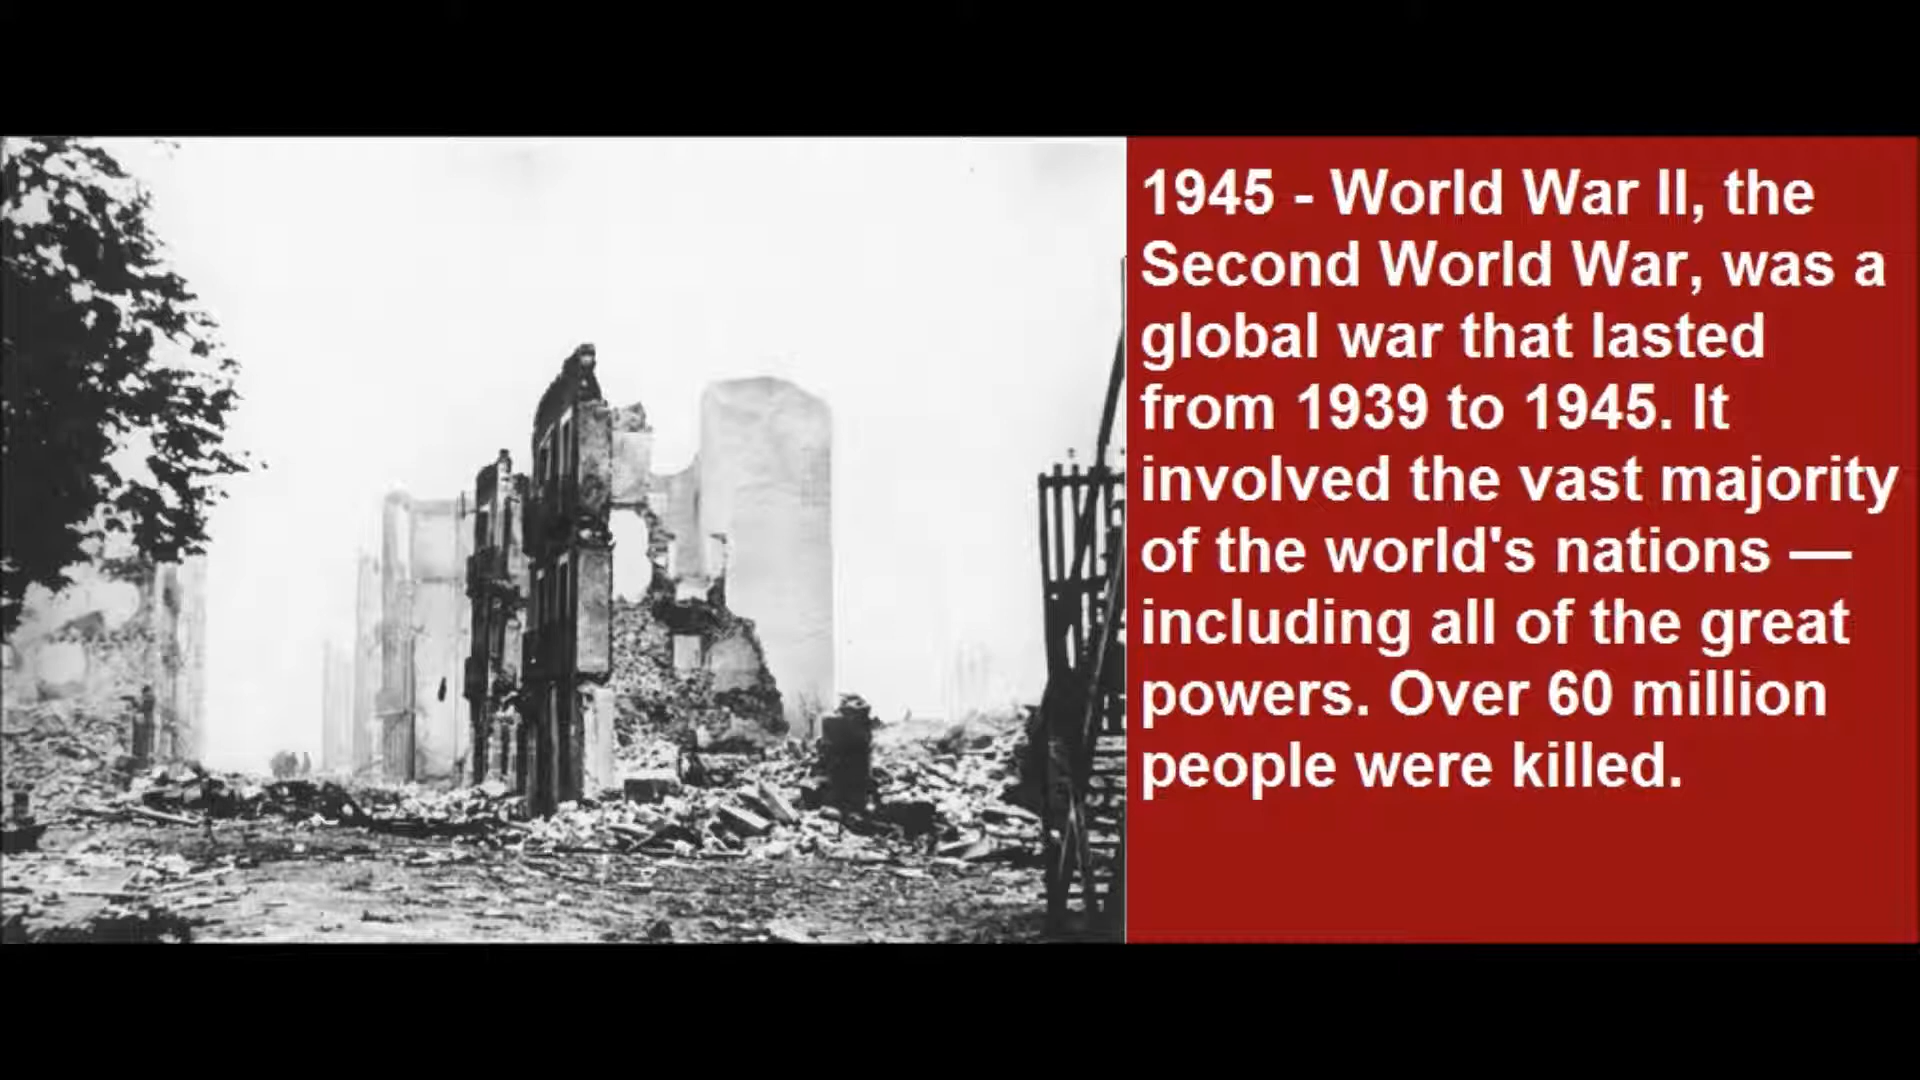 1945 - World War II, the
Second World War, was a
global war that lasted
from 1939 to 1945. It
involved the vast majority
of the world's nations —
including all of the great
powers. Over 60 million
people were killed.